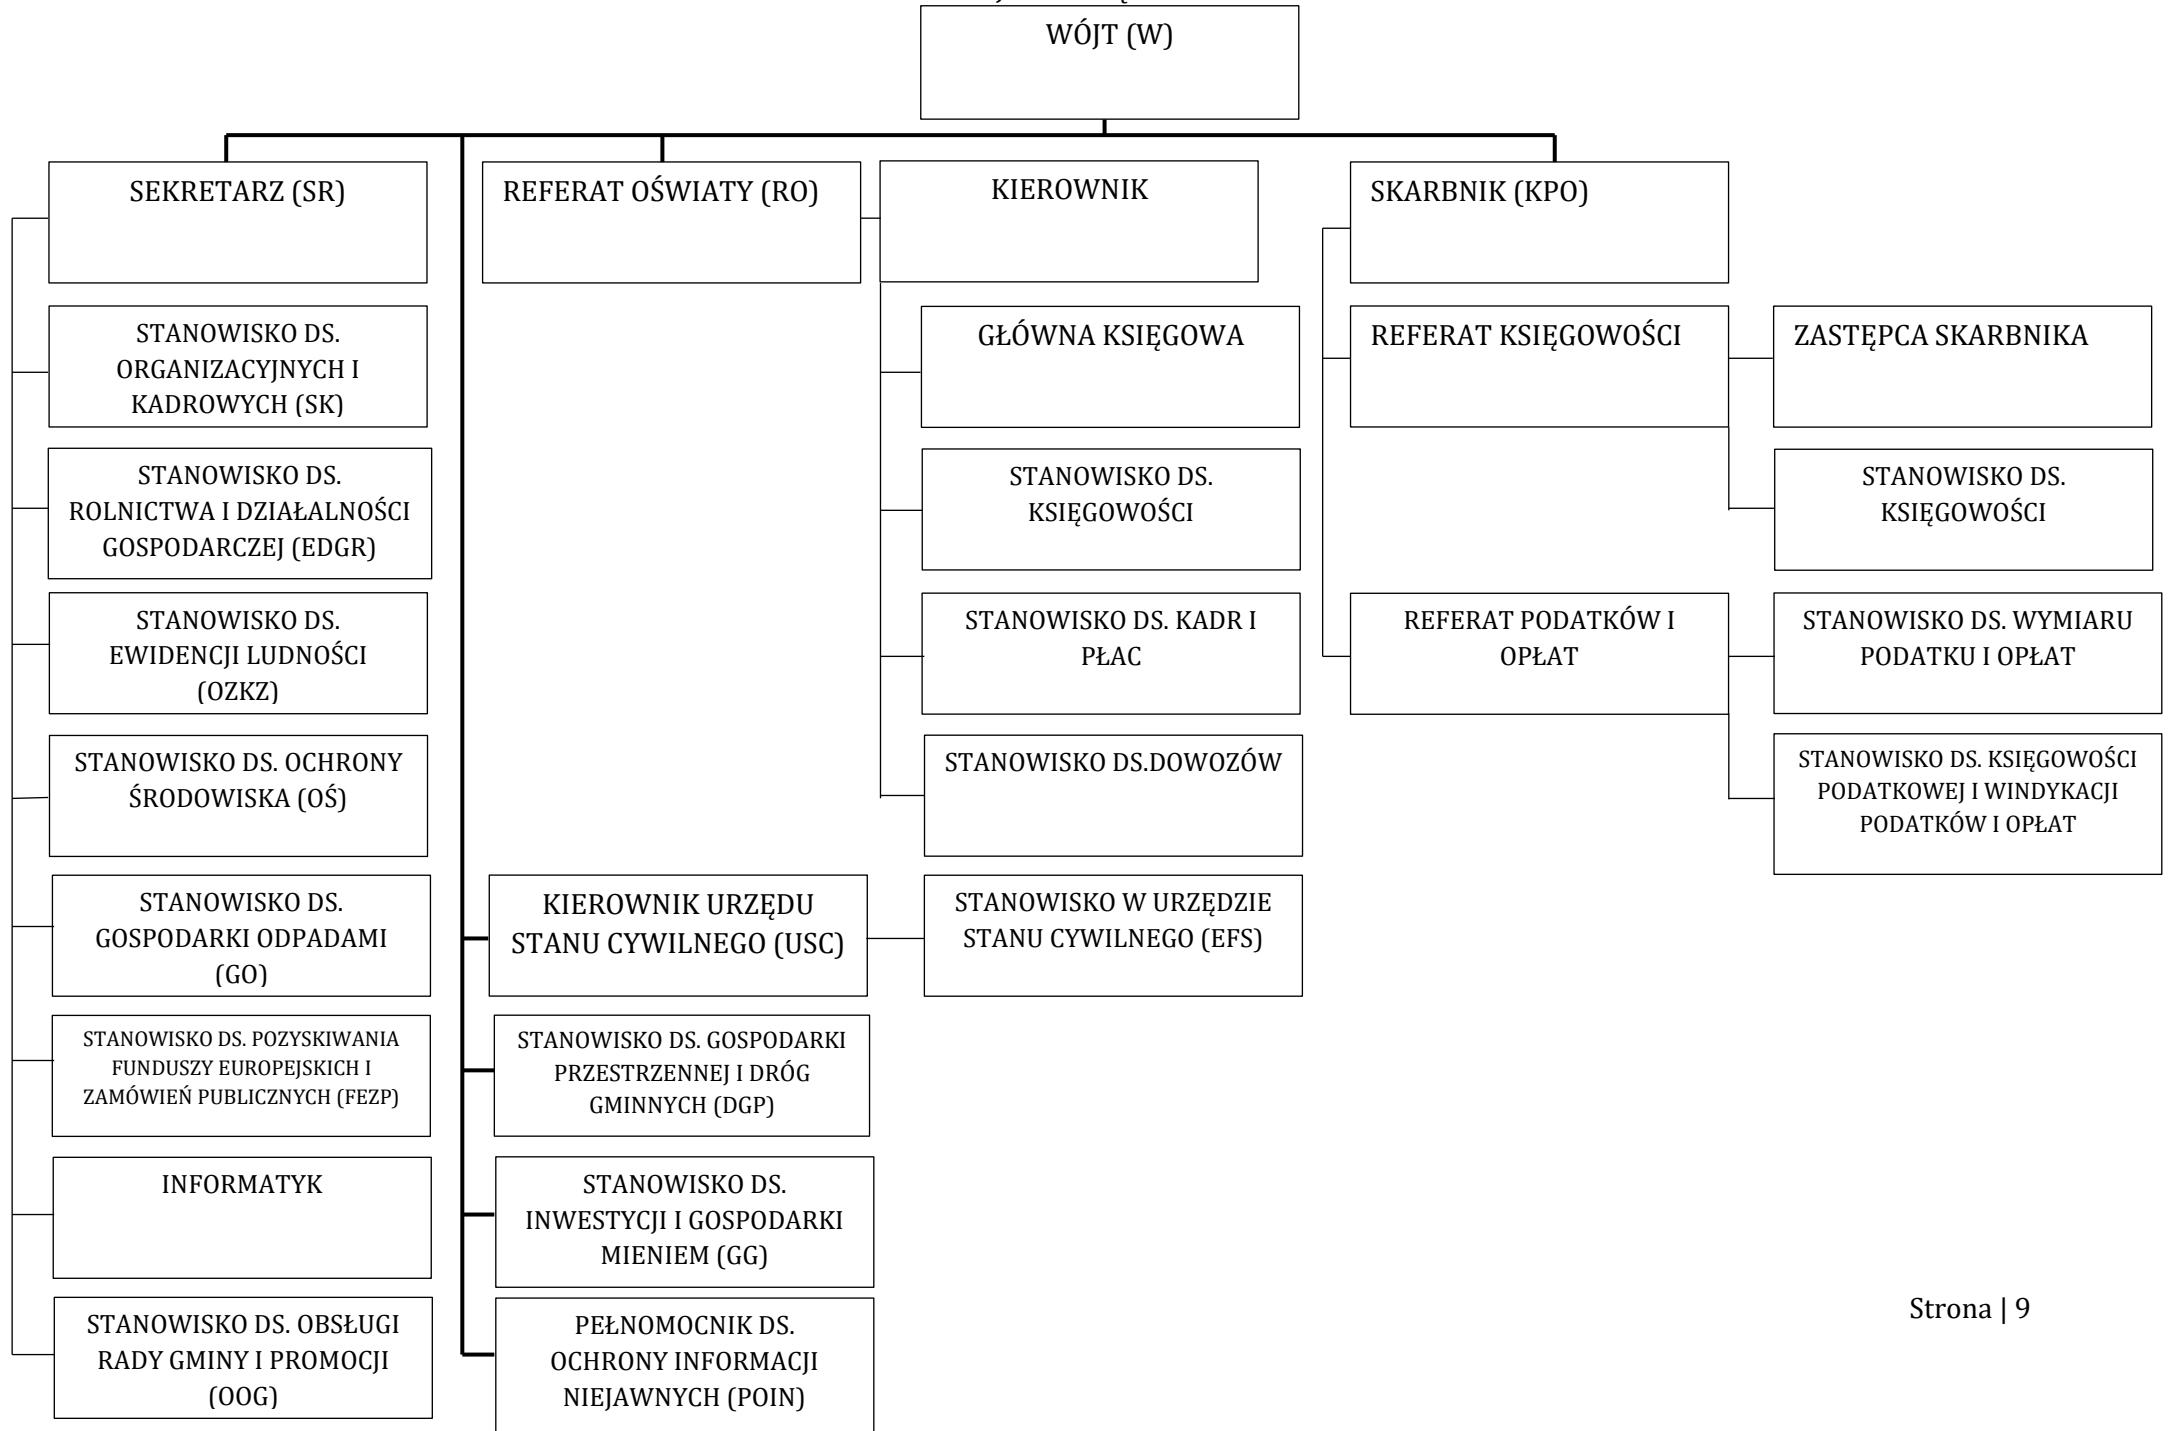 WÓJT (W)
SEKRETARZ (SR)
REFERAT OŚWIATY (RO)
KIEROWNIK
SKARBNIK (KPO)
STANOWISKO DS.
ORGANIZACYJNYCH I
KADROWYCH (SK)
GŁÓWNA KSIĘGOWA
REFERAT KSIĘGOWOŚCI
ZASTĘPCA SKARBNIKA
STANOWISKO DS.
ROLNICTWA I DZIAŁALNOŚCI
GOSPODARCZEJ (EDGR)
STANOWISKO DS.
KSIĘGOWOŚCI
STANOWISKO DS.
KSIĘGOWOŚCI
STANOWISKO DS.
EWIDENCJI LUDNOŚCI
(OZKZ)
STANOWISKO DS. KADR I
PŁAC
REFERAT PODATKÓW I
OPŁAT
STANOWISKO DS. WYMIARU
PODATKU I OPŁAT
STANOWISKO DS. OCHRONY
ŚRODOWISKA (OŚ)
STANOWISKO DS.DOWOZÓW
STANOWISKO DS. KSIĘGOWOŚCI
PODATKOWEJ I WINDYKACJI
PODATKÓW I OPŁAT
STANOWISKO DS.
GOSPODARKI ODPADAMI
(GO)
KIEROWNIK URZĘDU
STANU CYWILNEGO (USC)
STANOWISKO W URZĘDZIE
STANU CYWILNEGO (EFS)
STANOWISKO DS. POZYSKIWANIA
FUNDUSZY EUROPEJSKICH I
ZAMÓWIEŃ PUBLICZNYCH (FEZP)
STANOWISKO DS. GOSPODARKI
PRZESTRZENNEJ I DRÓG
GMINNYCH (DGP)
INFORMATYK
STANOWISKO DS.
INWESTYCJI I GOSPODARKI
MIENIEM (GG)
STANOWISKO DS. OBSŁUGI
RADY GMINY I PROMOCJI
(OOG)
PEŁNOMOCNIK DS.
OCHRONY INFORMACJI
NIEJAWNYCH (POIN)
Strona | 9